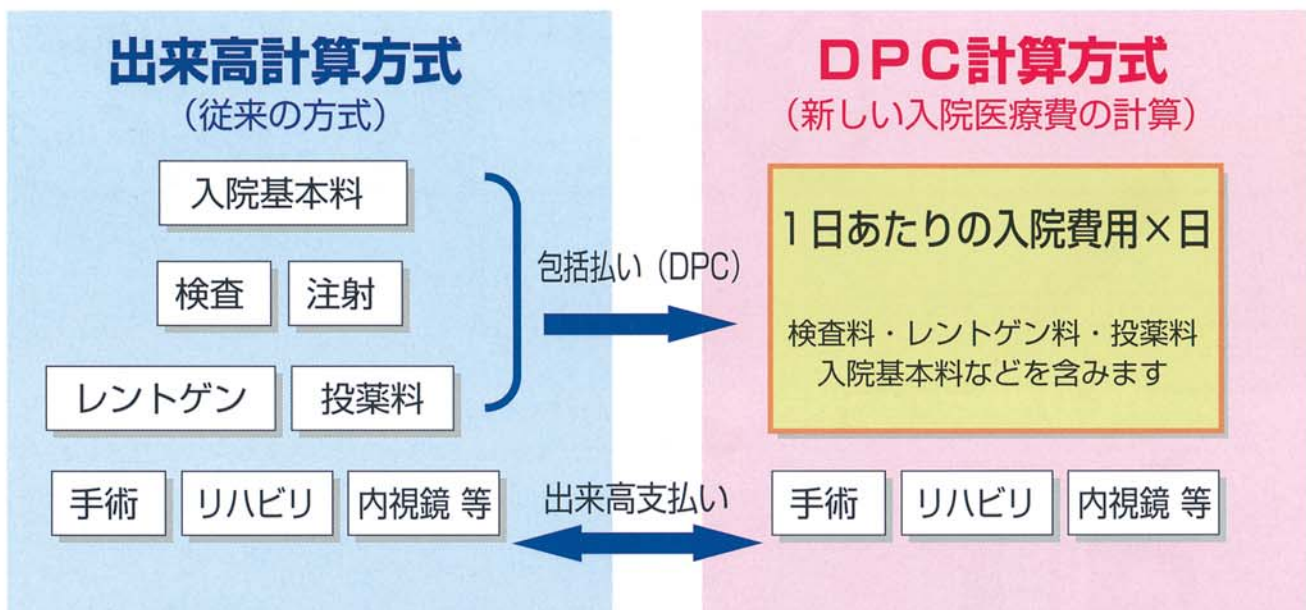 出来高計算方式
(従来の方式)
入院基本料
検査
注射
レントゲン
投薬料
手術
リハビリ
内視鏡 等
包括払い(DPC)
出来高支払い
DPC計算方式
(新しい入院医療費の計算)
1日あたりの入院費用×日
検査料・レントゲン料・投薬料
入院基本料などを含みます
手術
リハビリ
内視鏡 等